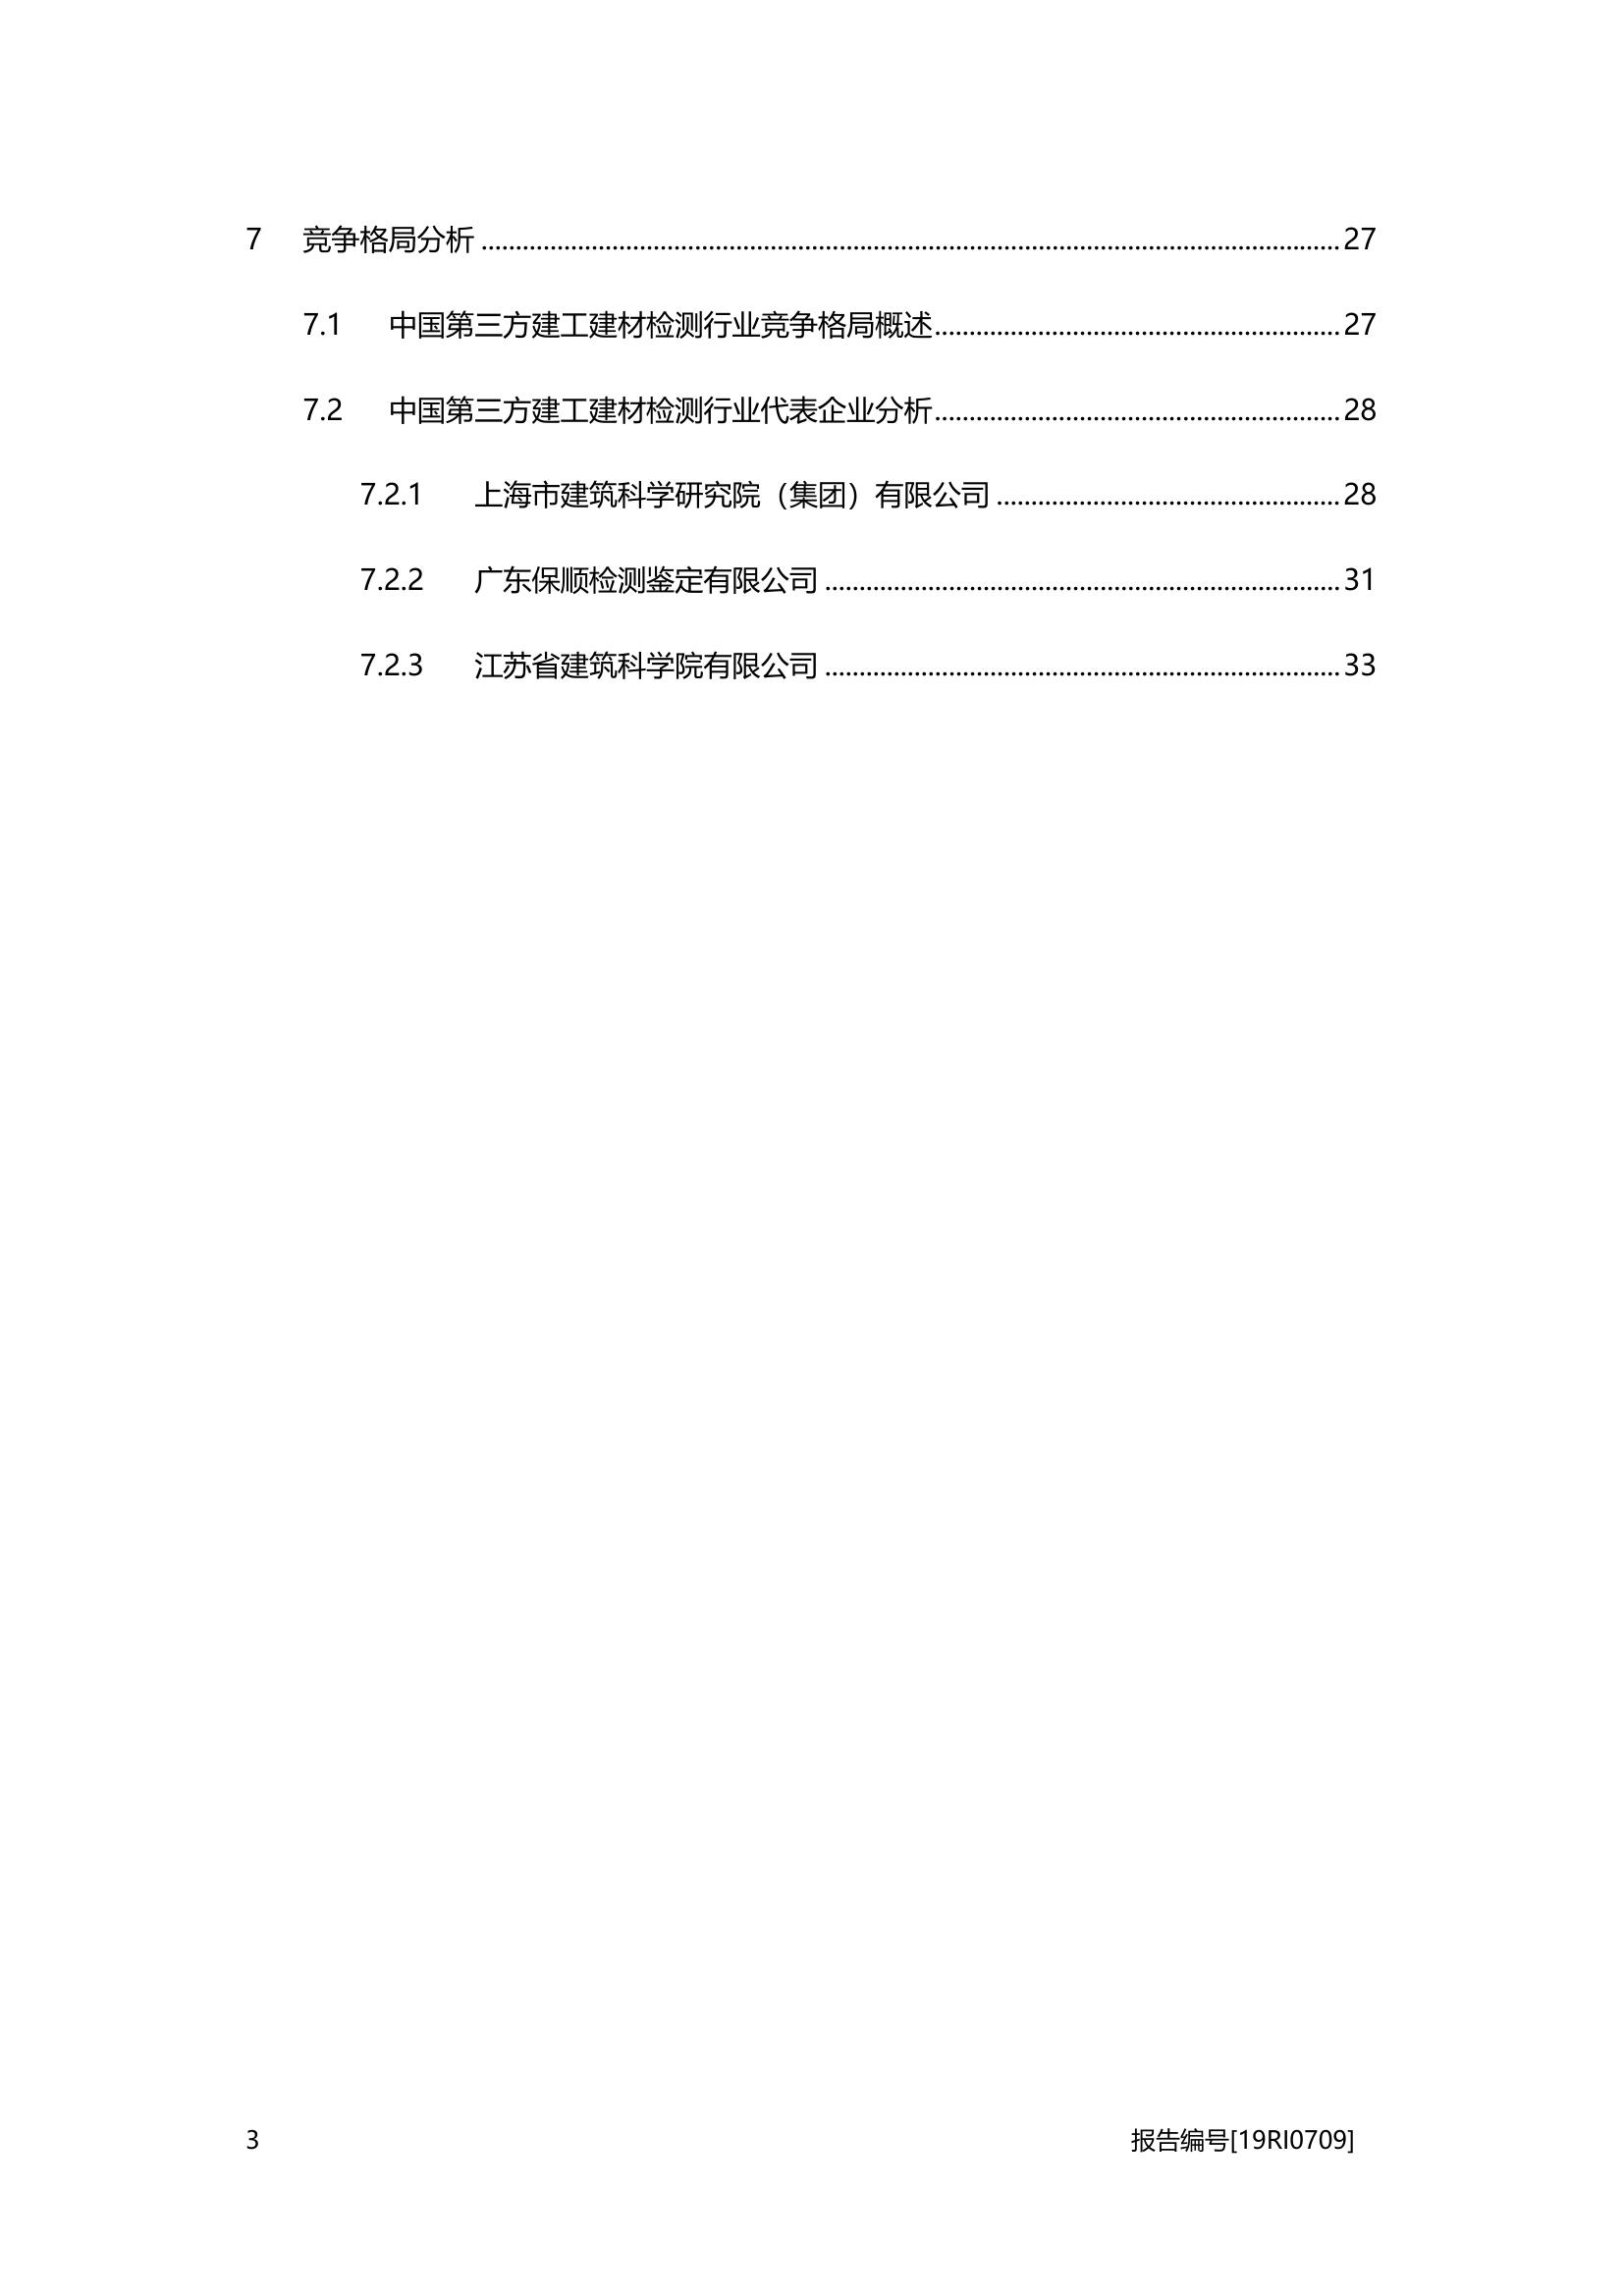 7 竞争格局分析 ........ 27
7.1 中国第三方建工建材检测行业竞争格局概述 ........ 27
7.2 中国第三方建工建材检测行业代表企业分析 ........ 28
7.2.1 上海市建筑科学研究院（集团）有限公司 ........ 28
7.2.2 广东保顺检测鉴定有限公司 ........ 31
7.2.3 江苏省建筑科学院有限公司 ........ 33
3 报告编号[19RI0709]